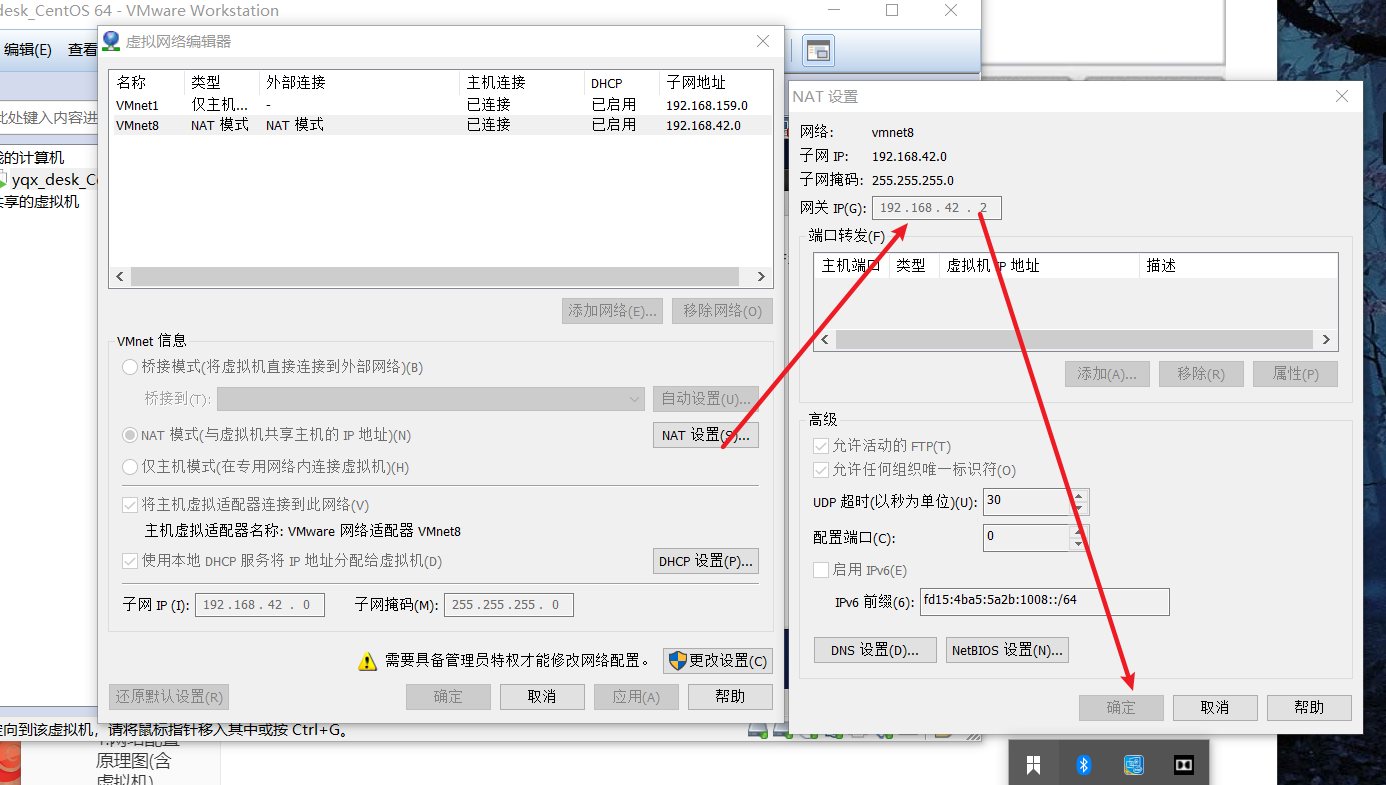 desk_CentOS 64 - VMware Workstation
编辑(E) 查看
此处键入内容进
我的计算机
yqx_desk_Ce
共享的虚拟机
虚拟网络编辑器
名称 类型 外部连接 主机连接 DHCP 子网地址
VMnet1 仅主机... - 已连接 已启用 192.168.159.0
VMnet8 NAT 模式 NAT 模式 已连接 已启用 192.168.42.0
添加网络(E)... 移除网络(O)
VMnet 信息
桥接模式(将虚拟机直接连接到外部网络)(B)
桥接到(T): 自动设置(U)...
NAT 模式(与虚拟机共享主机的 IP 地址)(N) NAT 设置(S)...
仅主机模式(在专用网络内连接虚拟机)(H)
将主机虚拟适配器连接到此网络(V)
主机虚拟适配器名称: VMware 网络适配器 VMnet8
使用本地 DHCP 服务将 IP 地址分配给虚拟机(D) DHCP 设置(P)...
子网 IP (I): 192.168. 42 . 0 子网掩码(M): 255.255.255. 0
需要具备管理员特权才能修改网络配置。 更改设置(C)
还原默认设置(R) 确定 取消 应用(A) 帮助
定向到该虚拟机，请将鼠标指针移入其中或按 Ctrl+G。
1.网络配置
原理图(含
虚拟机)
NAT 设置
网络: vmnet8
子网 IP: 192.168.42.0
子网掩码: 255.255.255.0
网关 IP(G): 192 .168 . 42 . 2
端口转发(F)
主机端口 类型 虚拟机 IP 地址 描述
添加(A)... 移除(R) 属性(P)
高级
允许活动的 FTP(T)
允许任何组织唯一标识符(O)
UDP 超时(以秒为单位)(U): 30
配置端口(C): 0
启用 IPv6(E)
IPv6 前缀(6): fd15:4ba5:5a2b:1008::/64
DNS 设置(D)... NetBIOS 设置(N)...
确定 取消 帮助